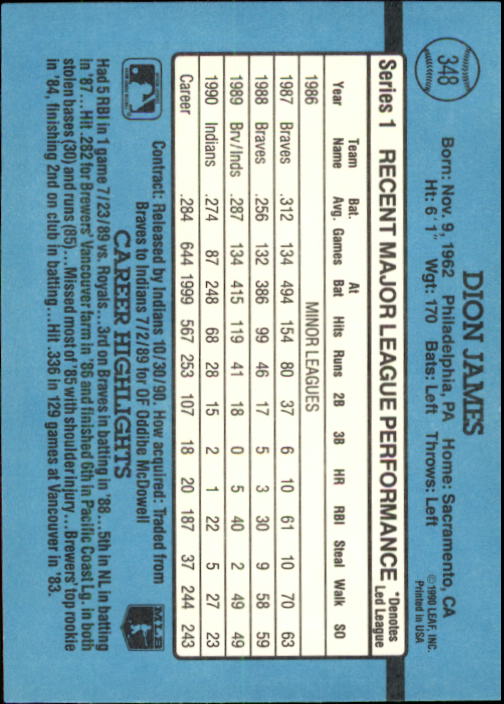 348
DION JAMES
©1990 LEAF, INC.
Printed in USA
Born: Nov. 9, 1962 Philadelphia, PA Home: Sacramento, CA
Ht: 6' 1" Wgt: 170 Bats: Left Throws: Left
Series 1 RECENT MAJOR LEAGUE PERFORMANCE *Denotes Led League
Year Team Name Bat. Avg. Games At Bat Hits Runs 2B 3B HR RBI Steal Walk SO
1986 MINOR LEAGUES
1987 Braves .312 134 494 154 80 37 6 10 61 10 70 63
1988 Braves .256 132 386 99 46 17 5 3 30 9 58 59
1989 Brv/Inds .287 134 415 119 41 18 0 5 40 2 49 49
1990 Indians .274 87 248 68 28 15 2 1 22 5 27 23
Career .284 644 1999 567 253 107 18 20 187 37 244 243
Contract: Released by Indians 10/30/90. How acquired: Traded from
Braves to Indians 7/2/89 for OF Oddibe McDowell
MLB
CAREER HIGHLIGHTS
Had 5 RBI in 1 game 7/23/89 vs. Royals...3rd on Braves in batting in '88...5th in NL in batting
in '87...Hit .282 for Brewers' Vancouver farm in '86 and finished 6th in Pacific Coast Lg. in both
stolen bases (30) and runs (85)....Missed most of '85 with shoulder injury...Brewers' top rookie
in '84, finishing 2nd on club in batting...Hit .336 in 129 games at Vancouver in '83.